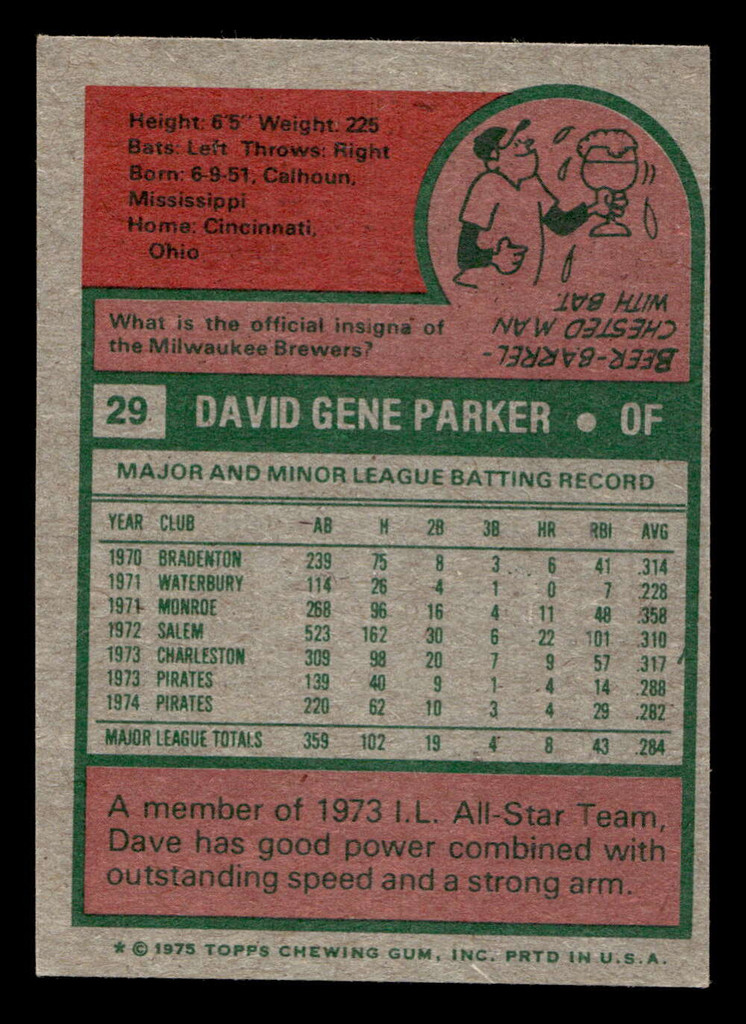 Height: 6'5" Weight: 225
Bats: Left Throws: Right
Born: 6-9-51, Calhoun,
Mississippi
Home: Cincinnati,
Ohio
What is the official insigna of
the Milwaukee Brewers?
BEER-BARREL-
CHESTED MAN
WITH BAT.
29 DAVID GENE PARKER • OF
MAJOR AND MINOR LEAGUE BATTING RECORD
YEAR CLUB AB H 2B 3B HR RBI AVG
1970 BRADENTON 239 75 8 3 6 41 .314
1971 WATERBURY 114 26 4 1 0 7 .228
1971 MONROE 268 96 16 4 11 48 .358
1972 SALEM 523 162 30 6 22 101 .310
1973 CHARLESTON 309 98 20 7 9 57 .317
1973 PIRATES 139 40 9 1 4 14 .288
1974 PIRATES 220 62 10 3 4 29 .282
MAJOR LEAGUE TOTALS 359 102 19 4 8 43 .284
A member of 1973 I.L. All-Star Team,
Dave has good power combined with
outstanding speed and a strong arm.
* © 1975 TOPPS CHEWING GUM, INC. PRTD IN U.S.A.